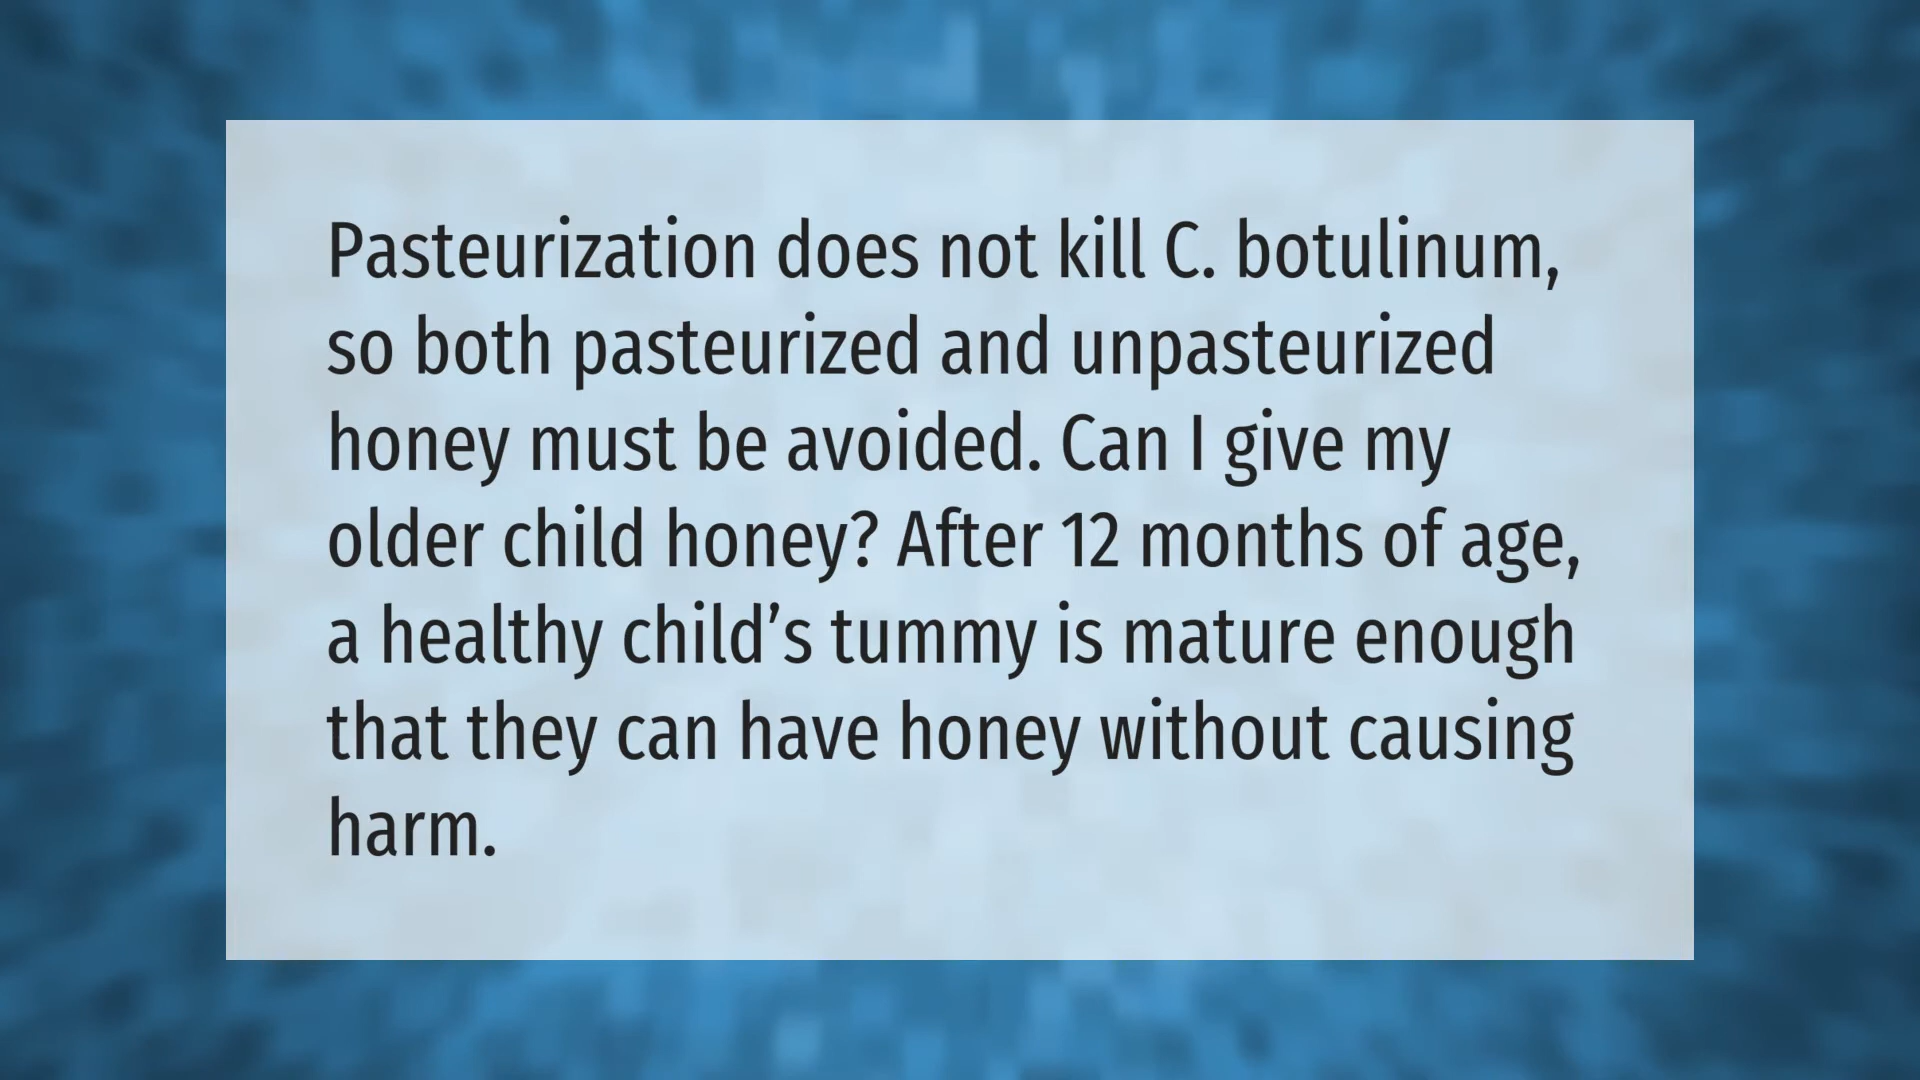 Pasteurization does not kill C. botulinum,
so both pasteurized and unpasteurized
honey must be avoided. Can I give my
older child honey? After 12 months of age,
a healthy child’s tummy is mature enough
that they can have honey without causing
harm.